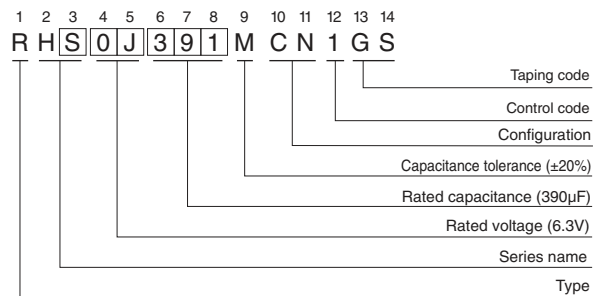 1 2 3 4 5 6 7 8 9 10 11 12 13 14
R H S 0 J 3 9 1 M C N 1 G S
Taping code
Control code
Configuration
Capacitance tolerance (±20%)
Rated capacitance (390µF)
Rated voltage (6.3V)
Series name
Type